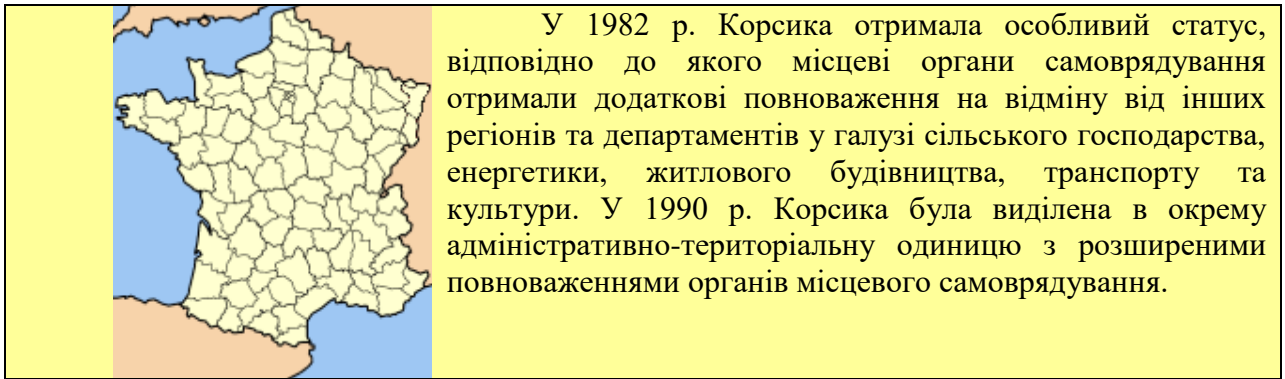 У 1982 р. Корсика отримала особливий статус,
відповідно до якого місцеві органи самоврядування
отримали додаткові повноваження на відміну від інших
регіонів та департаментів у галузі сільського господарства,
енергетики, житлового будівництва, транспорту та
культури. У 1990 р. Корсика була виділена в окрему
адміністративно-територіальну одиницю з розширеними
повноваженнями органів місцевого самоврядування.